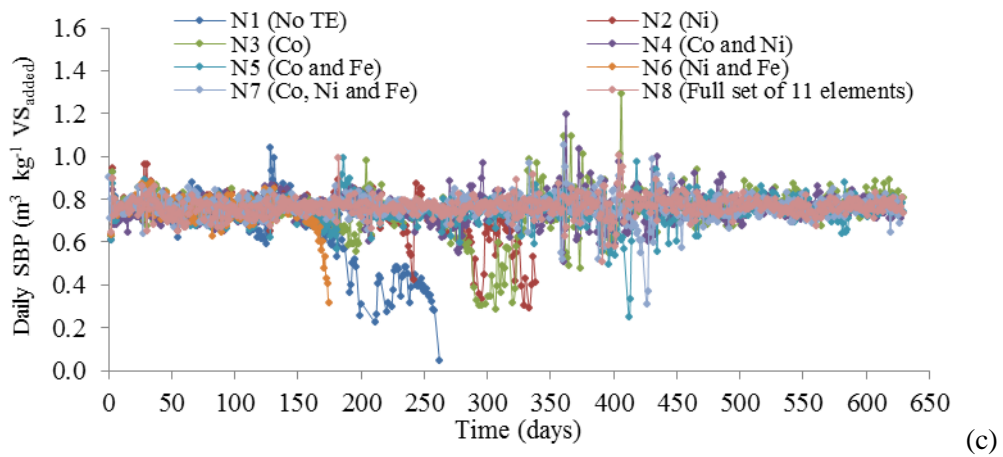 1.6
1.4
1.2
1.0
0.8
0.6
0.4
0.2
0.0
Daily SBP (m³ kg⁻¹ VS_added)
N1 (No TE) N2 (Ni)
N3 (Co) N4 (Co and Ni)
N5 (Co and Fe) N6 (Ni and Fe)
N7 (Co, Ni and Fe) N8 (Full set of 11 elements)
0 50 100 150 200 250 300 350 400 450 500 550 600 650
Time (days)
(c)